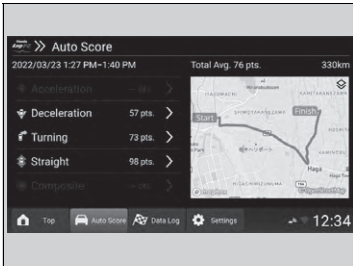 Auto Score
2022/03/23 1:27 PM-1:40 PM
Total Avg. 76 pts.
330km
Acceleration
Deceleration
57 pts.
Turning
73 pts.
Straight
98 pts.
Composite
Start
Finish
Haga
Top
Auto Score
Data Log
Settings
12:34